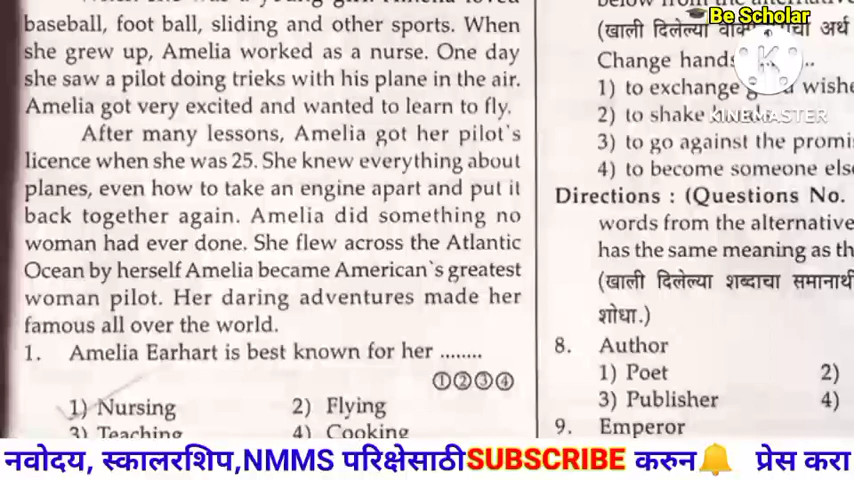 baseball, foot ball, sliding and other sports. When
she grew up, Amelia worked as a nurse. One day
she saw a pilot doing trieks with his plane in the air.
Amelia got very excited and wanted to learn to fly.
After many lessons, Amelia got her pilot's
licence when she was 25. She knew everything about
planes, even how to take an engine apart and put it
back together again. Amelia did something no
woman had ever done. She flew across the Atlantic
Ocean by herself Amelia became American`s greatest
woman pilot. Her daring adventures made her
famous all over the world.
1. Amelia Earhart is best known for her ........
①②③④
1) Nursing 2) Flying
3) Teaching 4) Cooking
Be Scholar
(खाली दिलेल्या अर्थ
Change hands
1) to exchange wishe
2) to shake
KINEMASTER
3) to go against the promi
4) to become someone else
Directions : (Questions No.
words from the alternative
has the same meaning as th
(खाली दिलेल्या शब्दाचा समानार्थी
शोधा.)
8. Author
1) Poet 2)
3) Publisher 4)
9. Emperor
नवोदय, स्कालरशिप,NMMS परिक्षेसाठी SUBSCRIBE करुन🔔 प्रेस करा